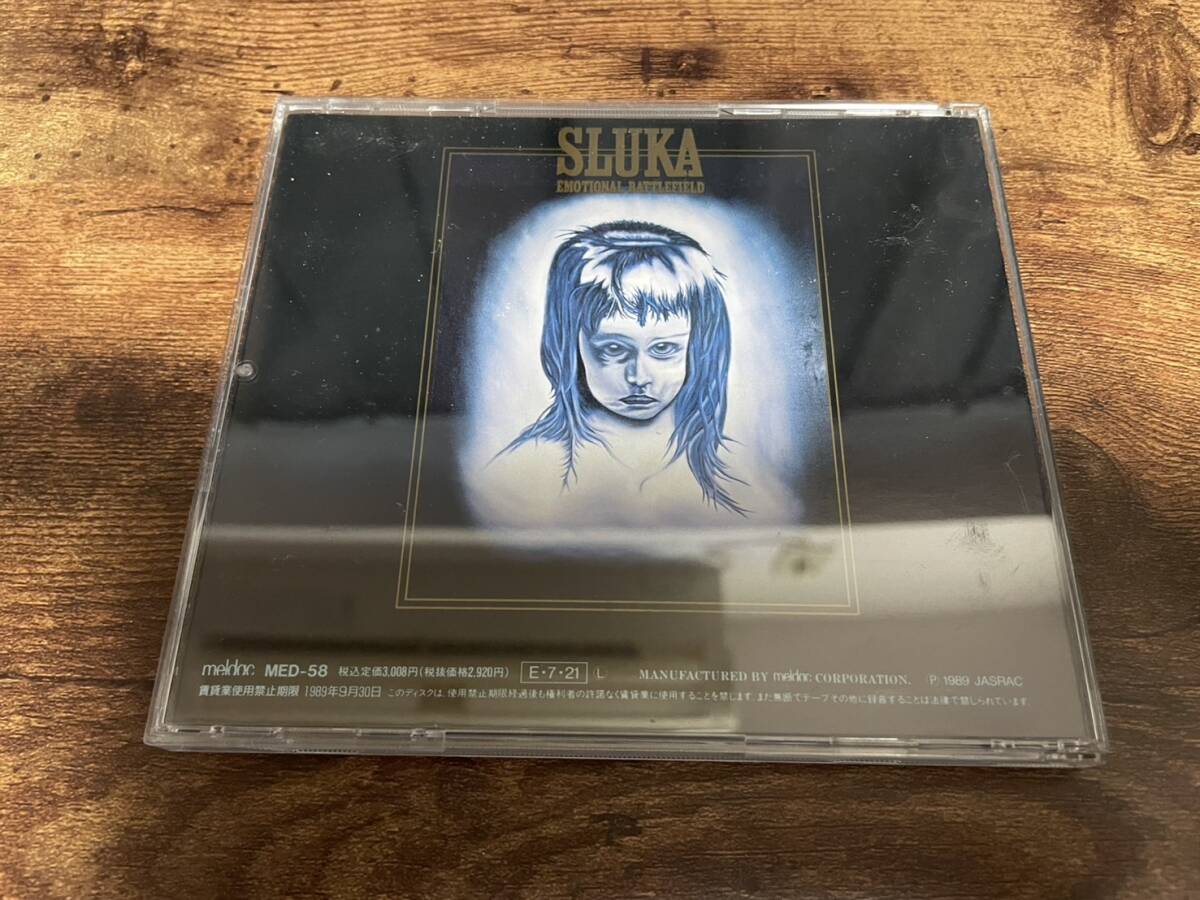 SLUKA
EMOTIONAL BATTLEFIELD
meldac MED-58 税込定価3,008円(税抜価格2,920円) E・7・21 L MANUFACTURED BY meldac CORPORATION. P 1989 JASRAC
賃貸業使用禁止期限 1989年9月30日 このディスクは、使用禁止期限経過後も権利者の許諾なく賃貸業に使用することを禁じます。また無断でテープその他に録音することは法律で禁じられています。